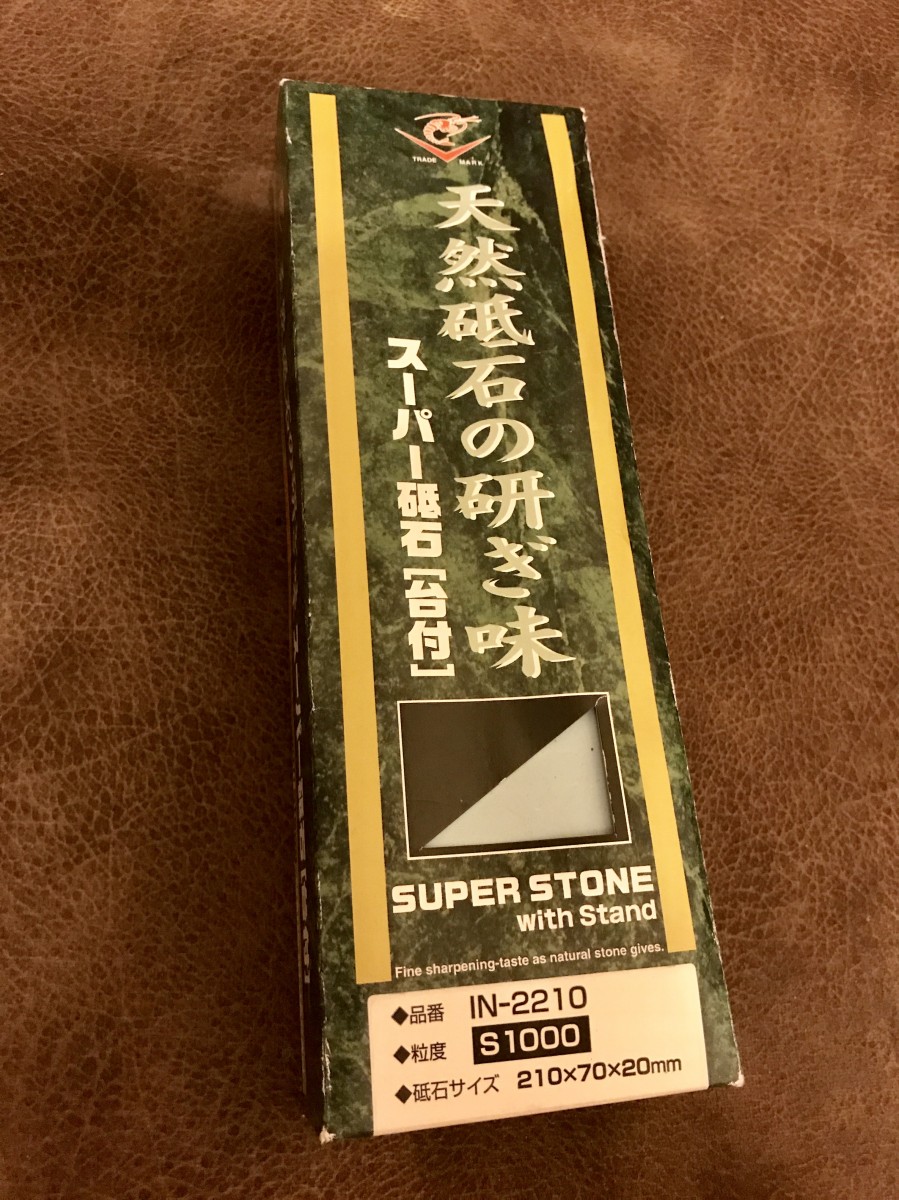 TRADE MARK
天然砥石の研ぎ味
スーパー砥石[台付]
SUPER STONE
with Stand
Fine sharpening-taste as natural stone gives.
◆品番 IN-2210
◆粒度 S1000
◆砥石サイズ 210×70×20mm